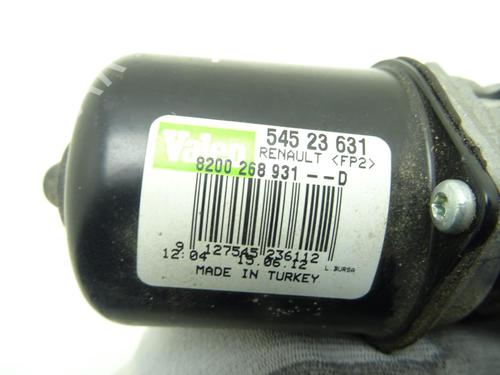 Valeo
545 23 631
RENAULT <FP2>
8200 268 931 --D
9 127545 236112
12:04 15.06.12
L.BURSA
MADE IN TURKEY